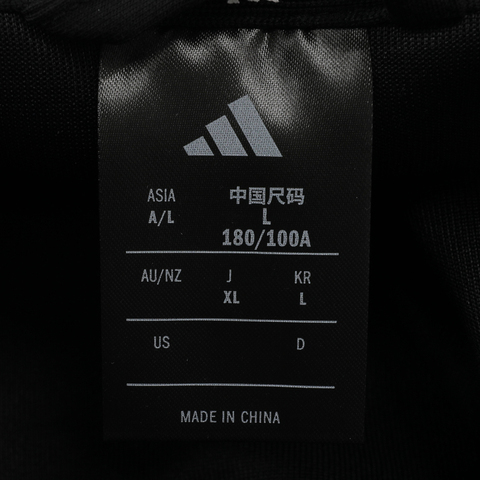 ASIA 中国尺码
A/L L
180/100A
AU/NZ J KR
XL L
US D
MADE IN CHINA